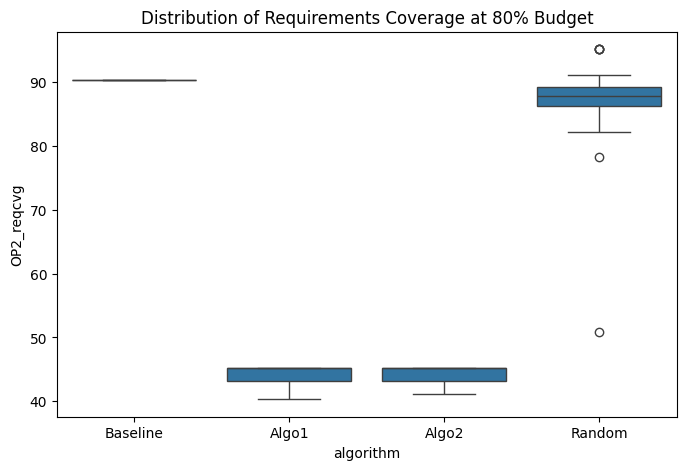 Distribution of Requirements Coverage at 80% Budget
OP2_reqcvg
90
80
70
60
50
40
Baseline
Algo1
Algo2
Random
algorithm